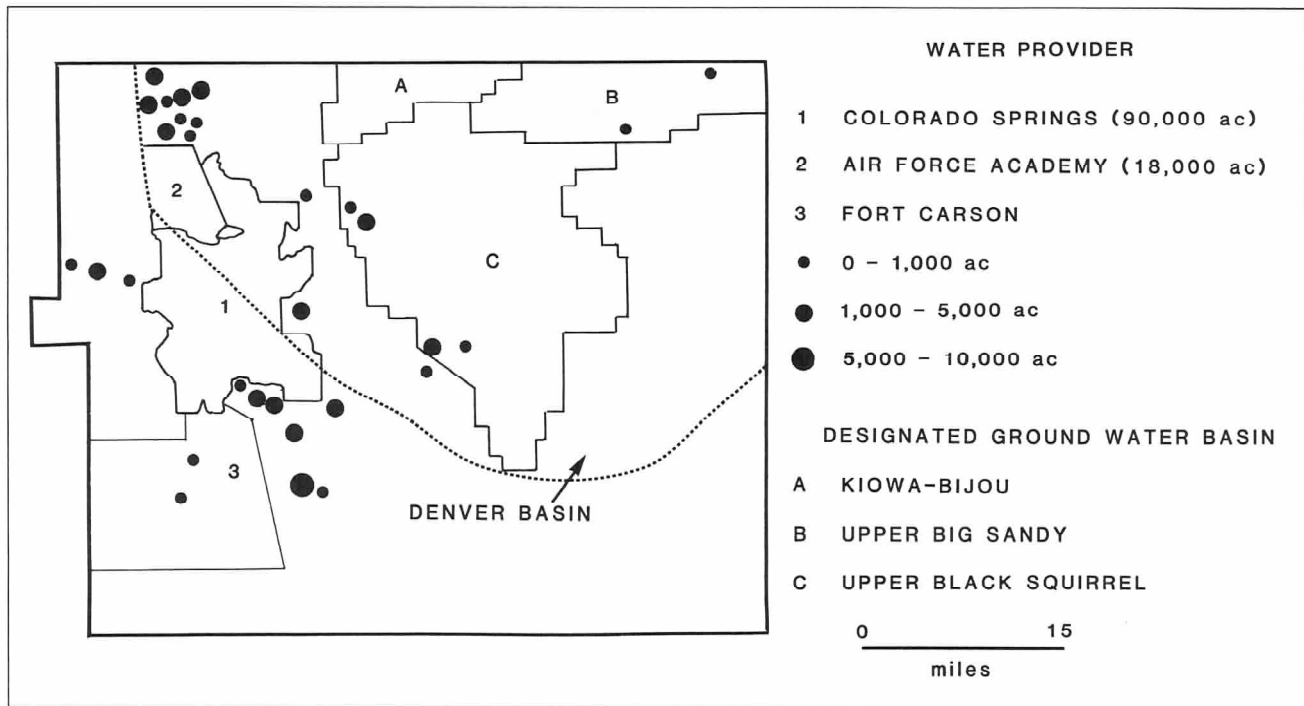 A
B
2
C
1
3
DENVER BASIN
WATER PROVIDER
1 COLORADO SPRINGS (90,000 ac)
2 AIR FORCE ACADEMY (18,000 ac)
3 FORT CARSON
0 – 1,000 ac
1,000 – 5,000 ac
5,000 – 10,000 ac
DESIGNATED GROUND WATER BASIN
A KIOWA-BIJOU
B UPPER BIG SANDY
C UPPER BLACK SQUIRREL
0 15
miles